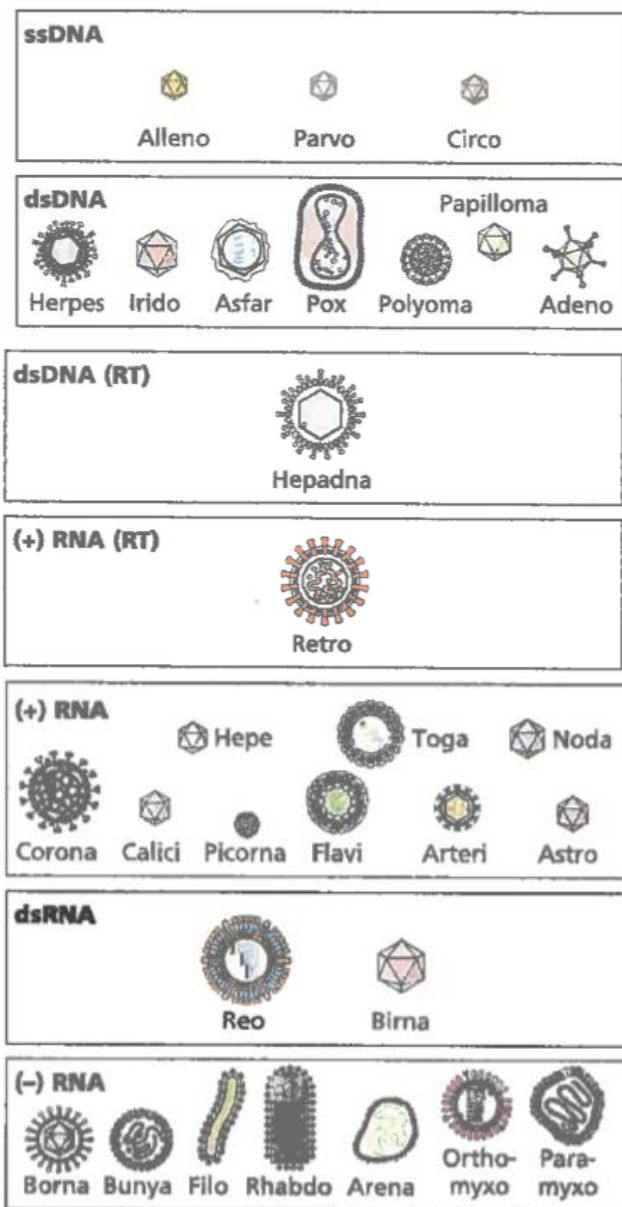 ssDNA
Alleno Parvo Circo
dsDNA
Papilloma
Herpes Irido Asfar Pox Polyoma Adeno
dsDNA (RT)
Hepadna
(+) RNA (RT)
Retro
(+) RNA
Hepe Toga Noda
Corona Calici Picorna Flavi Arteri Astro
dsRNA
Reo Birna
(–) RNA
Borna Bunya Filo Rhabdo Arena Ortho- Para-
myxo myxo